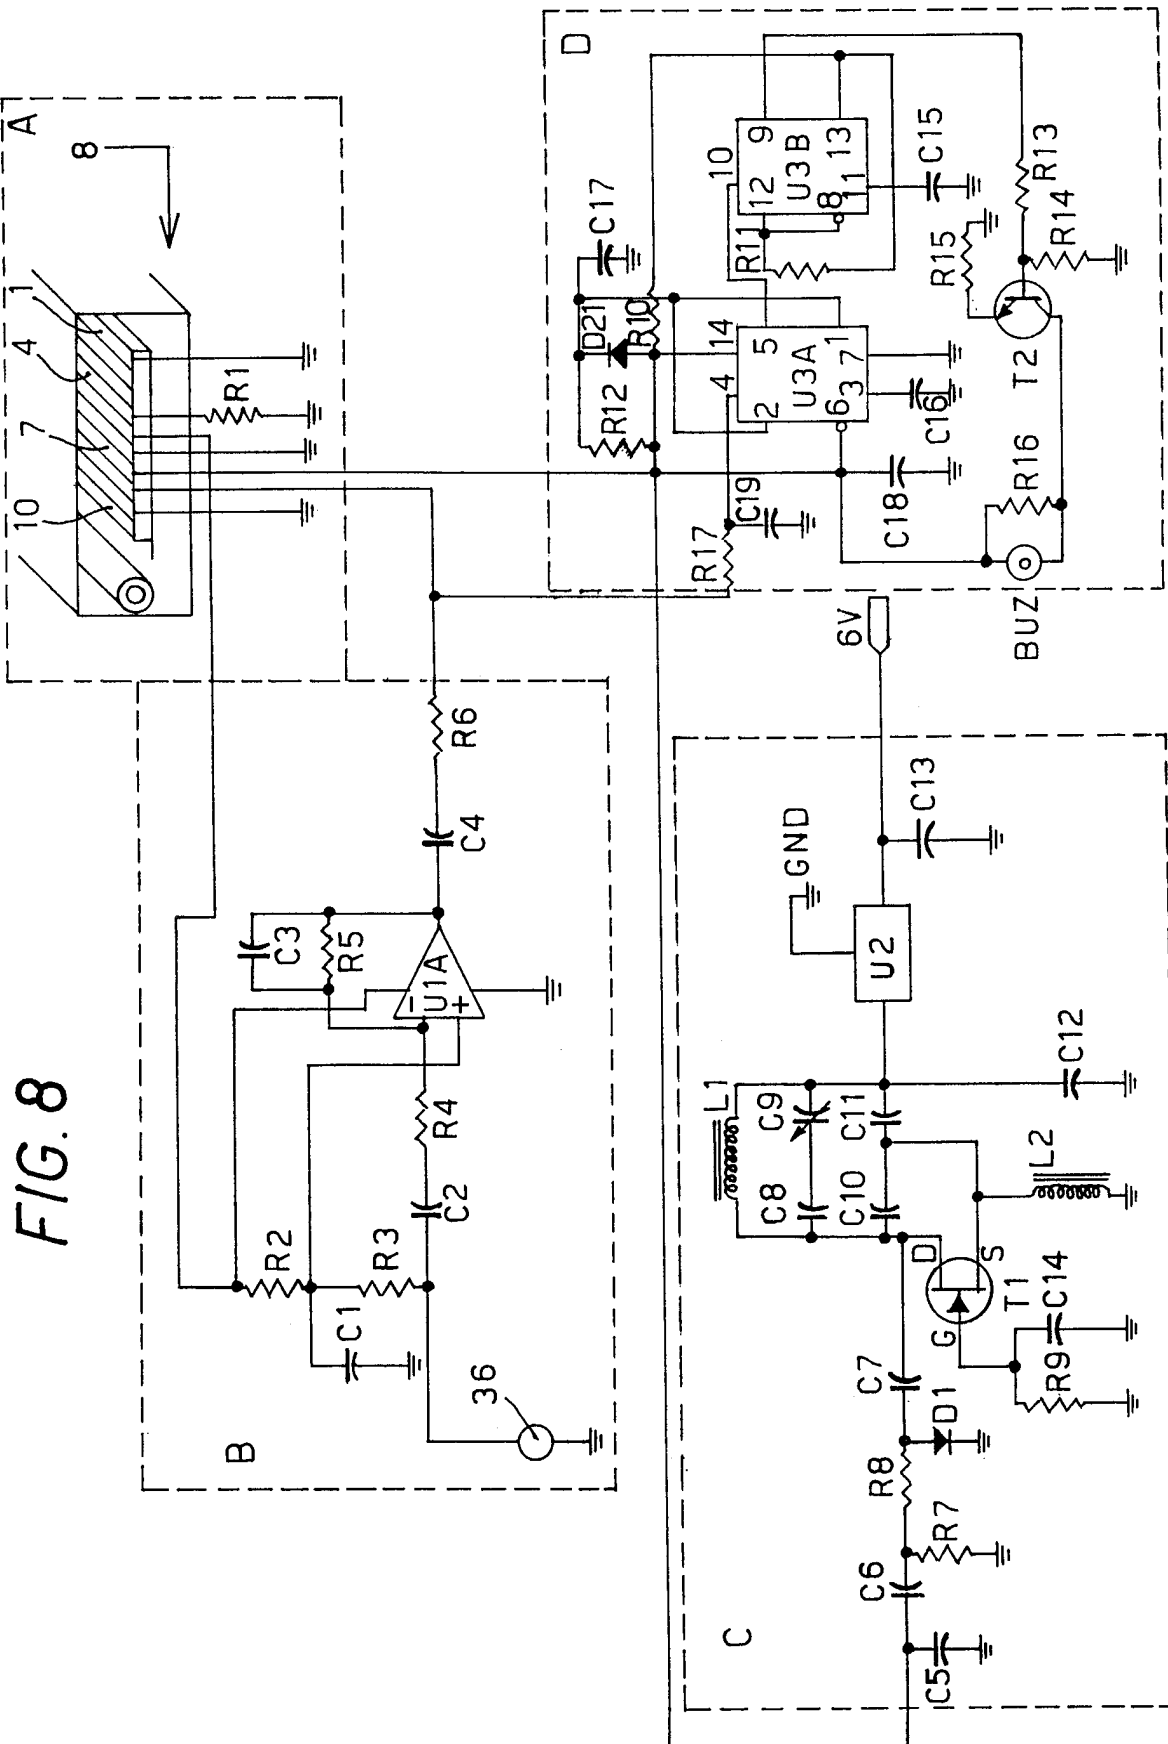 FIG. 8
A
8
1
4
7
10
R1
B
R2
R3
C1
C2
R4
36
C3
R5
U1A
−
+
C4
R6
C
C5
C6
R7
R8
D1
C7
R9
C14
T1
G
D
S
L1
L2
C8
C9
C10
C11
C12
U2
GND
C13
6V
D
BUZ
R17
C19
R16
C18
C16
R12
D21
R10
C17
U3A
4
14
2
5
6
3
7
1
R11
U3B
10
12
9
8
11
13
C15
T2
R15
R14
R13